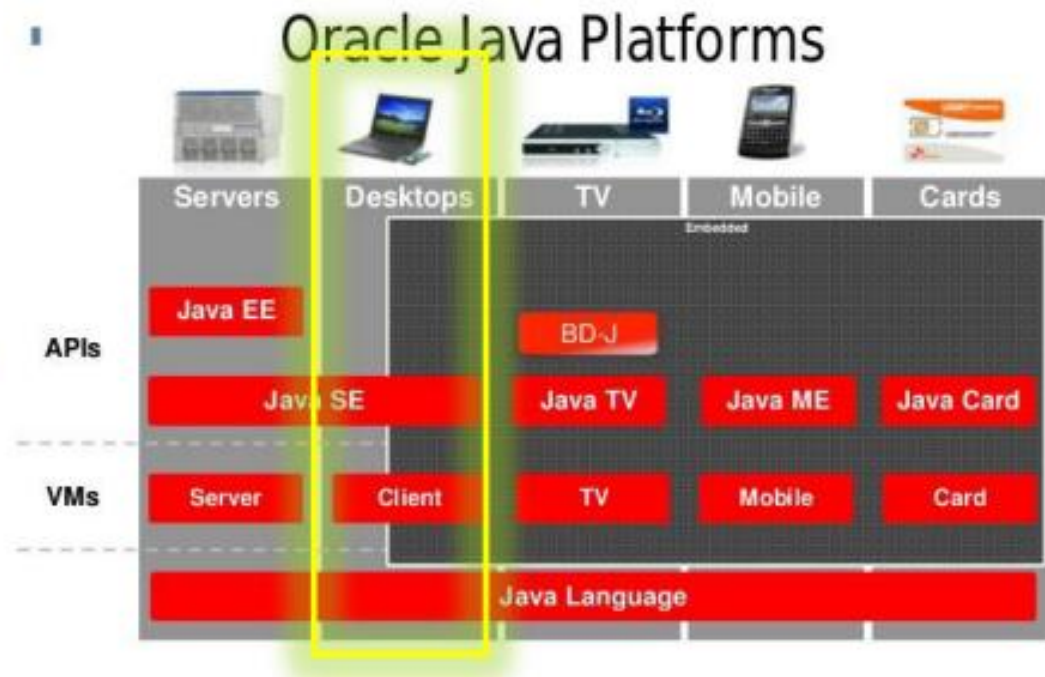 Oracle Java Platforms
Servers Desktops TV Mobile Cards
Embedded
Java EE
BD-J
APIs
Java SE Java TV Java ME Java Card
VMs Server Client TV Mobile Card
Java Language